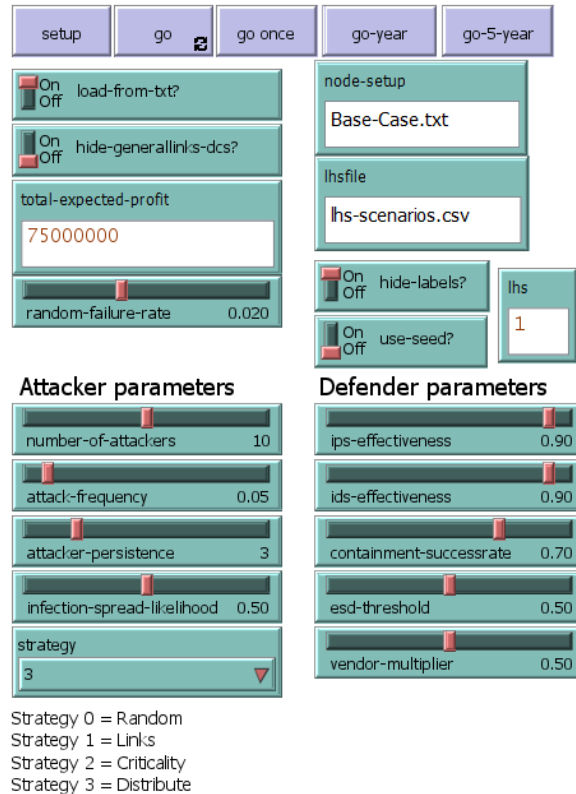 setup
go
go once
go-year
go-5-year
On
Off
load-from-txt?
On
Off
hide-generallinks-dcs?
total-expected-profit
75000000
random-failure-rate 0.020
node-setup
Base-Case.txt
lhsfile
lhs-scenarios.csv
On
Off
hide-labels?
On
Off
use-seed?
lhs
1
Attacker parameters
number-of-attackers 10
attack-frequency 0.05
attacker-persistence 3
infection-spread-likelihood 0.50
strategy
3
Strategy 0 = Random
Strategy 1 = Links
Strategy 2 = Criticality
Strategy 3 = Distribute
Defender parameters
ips-effectiveness 0.90
ids-effectiveness 0.90
containment-successrate 0.70
esd-threshold 0.50
vendor-multiplier 0.50